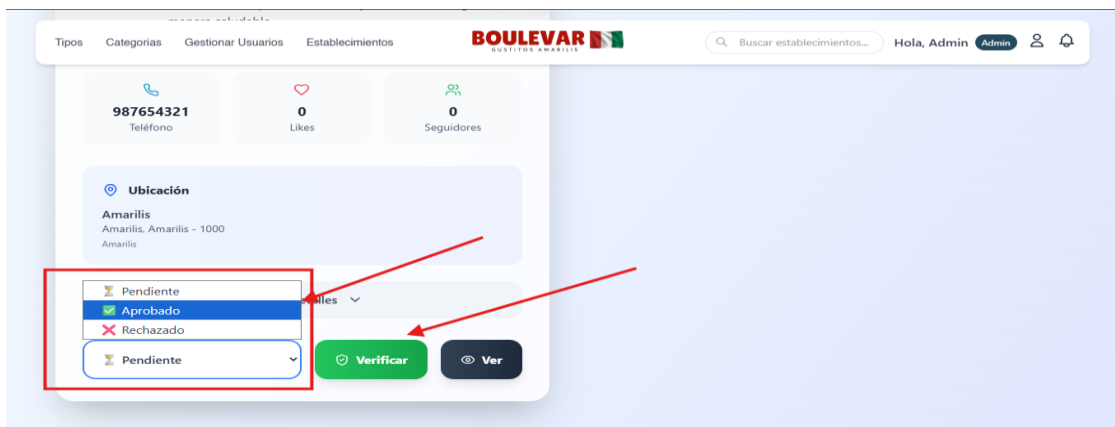 Tipos Categorias Gestionar Usuarios Establecimientos
BOULEVAR
GUSTITOS AMARILIS
Buscar establecimientos...
Hola, Admin Admin
987654321
Teléfono
0
Likes
0
Seguidores
Ubicación
Amarilis
Amarilis, Amarilis - 1000
Amarilis
Pendiente
Aprobado
Rechazado
Pendiente
Verificar
Ver